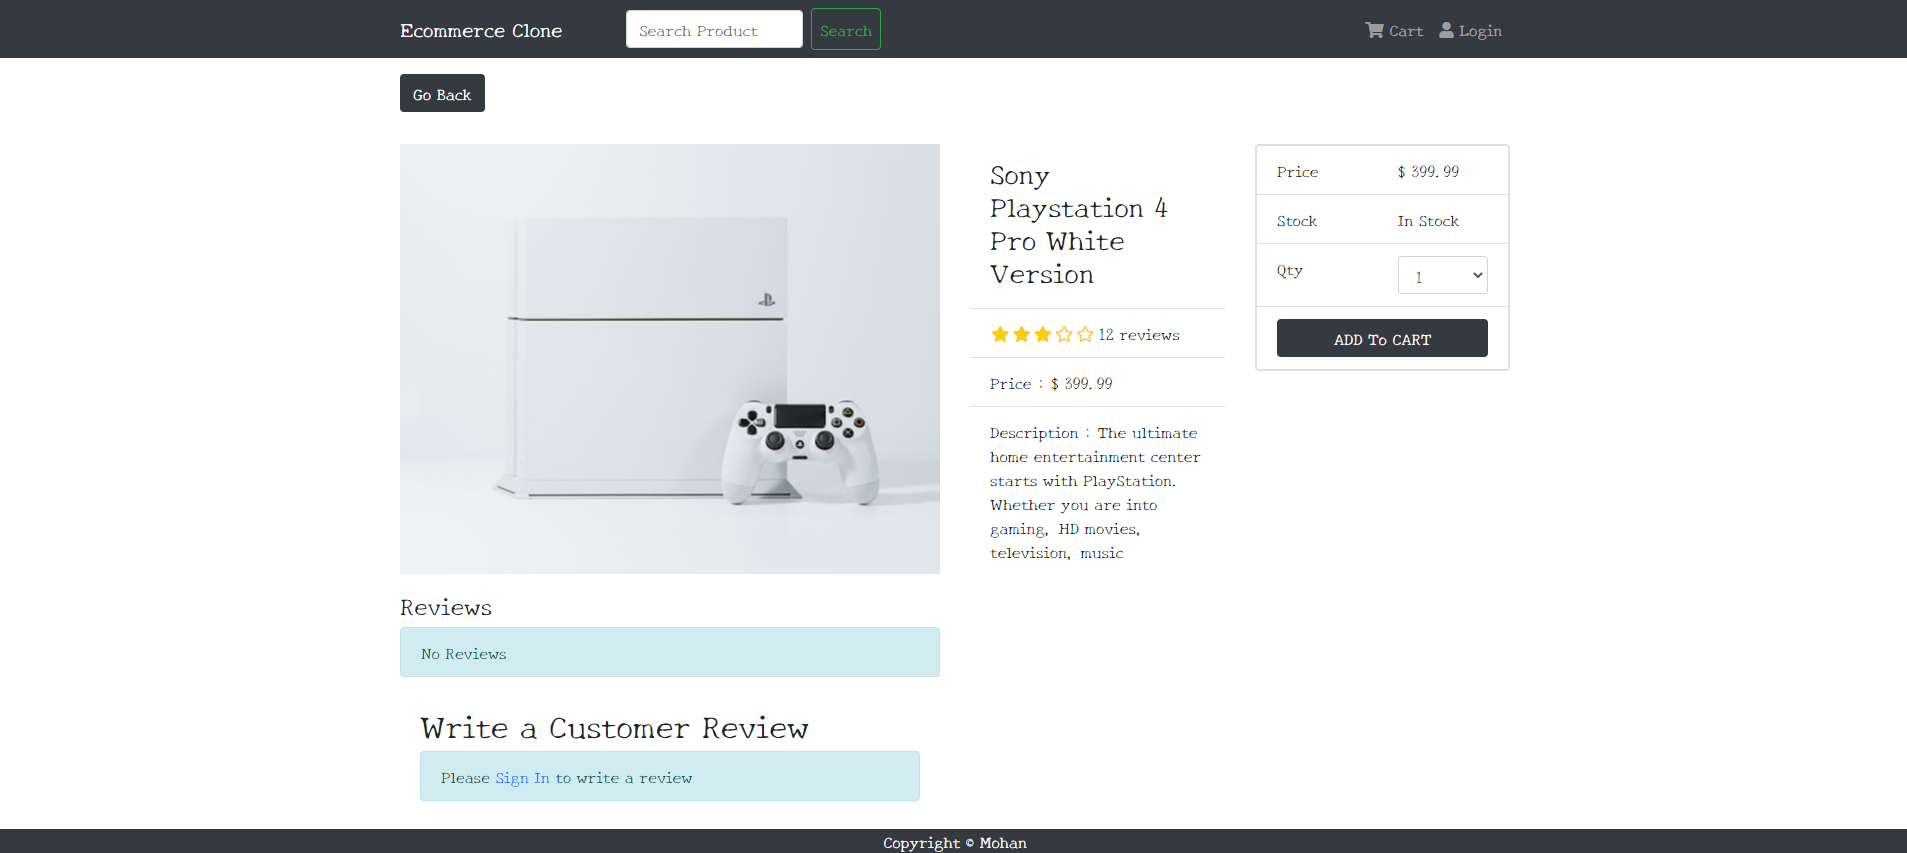 Ecommerce Clone
Search Product
Search
Cart
Login
Go Back
Sony
Playstation 4
Pro White
Version
12 reviews
Price : $ 399.99
Description : The ultimate
home entertainment center
starts with PlayStation.
Whether you are into
gaming, HD movies,
television, music
Price $ 399.99
Stock In Stock
Qty 1
ADD To CART
Reviews
No Reviews
Write a Customer Review
Please Sign In to write a review
Copyright © Mohan